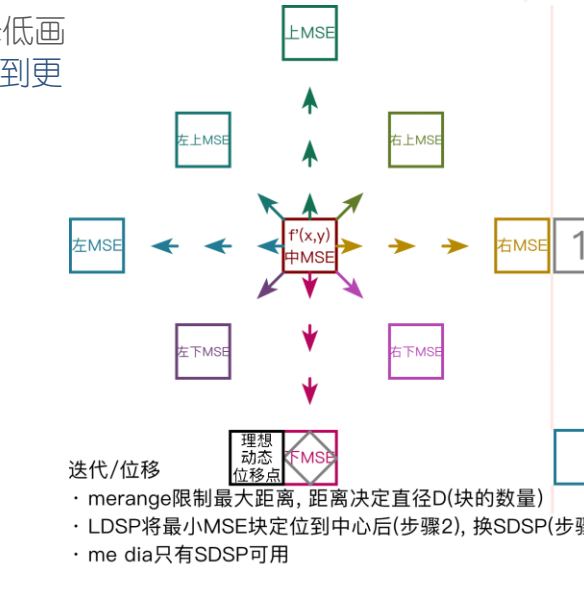 低画
到更
上MSE
左上MSE
右上MSE
左MSE
f'(x,y)
中MSE
右MSE
1
左下MSE
右下MSE
理想
动态
位移点
下MSE
迭代/位移
· merange限制最大距离, 距离决定直径D(块的数量)
· LDSP将最小MSE块定位到中心后(步骤2), 换SDSP(步骤
· me dia只有SDSP可用